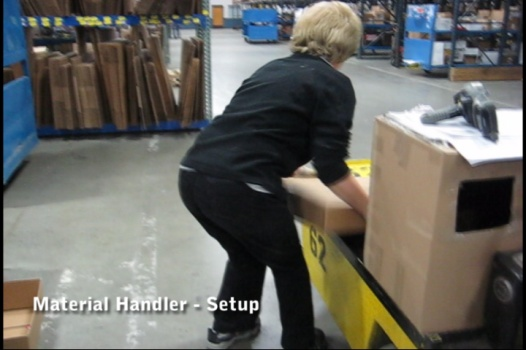 62
Material Handler - Setup